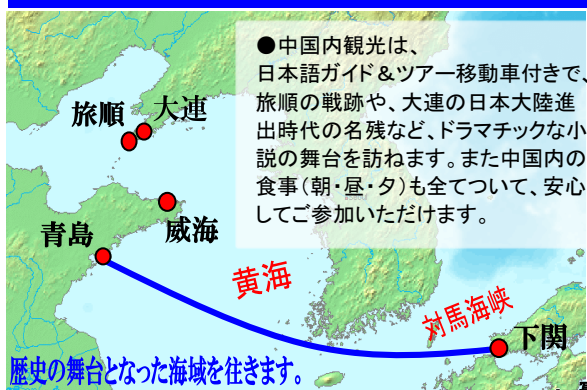 ●中国内観光は、
日本語ガイド&ツアー移動車付きで、
旅順の戦跡や、大連の日本大陸進
出時代の名残など、ドラマチックな小
説の舞台を訪ねます。また中国内の
食事(朝・昼・夕)も全てついて、安心
してご参加いただけます。
旅順
大連
威海
青島
黄海
対馬海峡
下関
歴史の舞台となった海域を往きます。